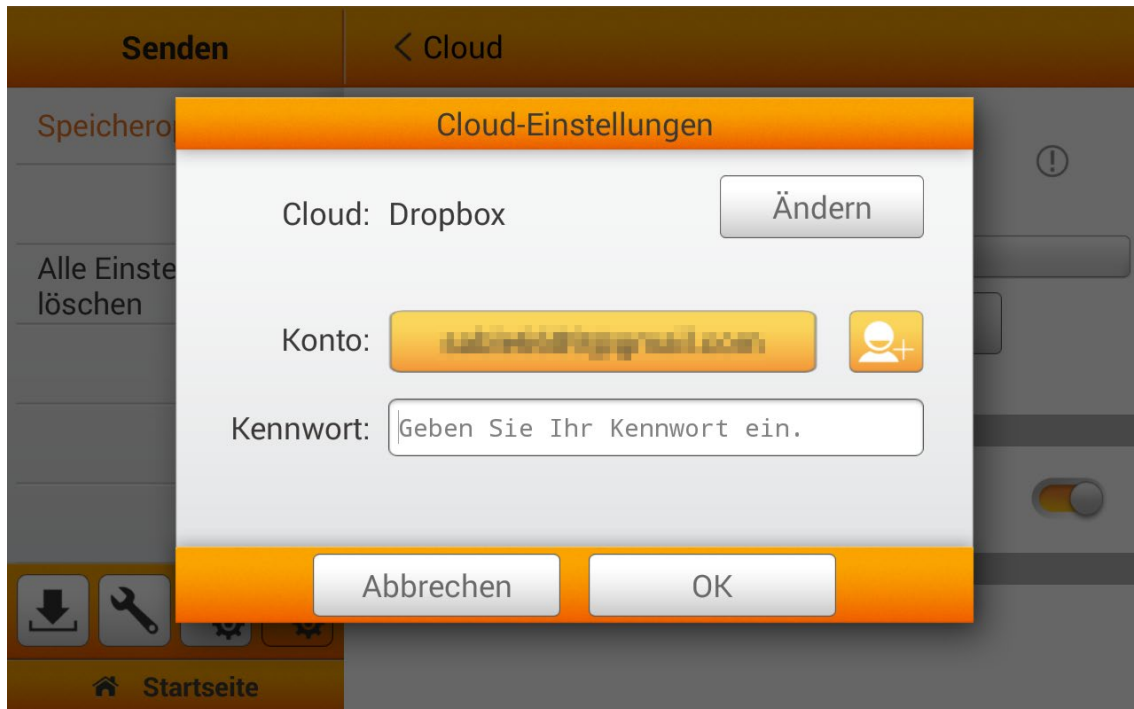 Senden
Cloud
Cloud-Einstellungen
Cloud: Dropbox
Ändern
Alle Einste
löschen
Konto:
Kennwort:
Geben Sie Ihr Kennwort ein.
Abbrechen
OK
Startseite